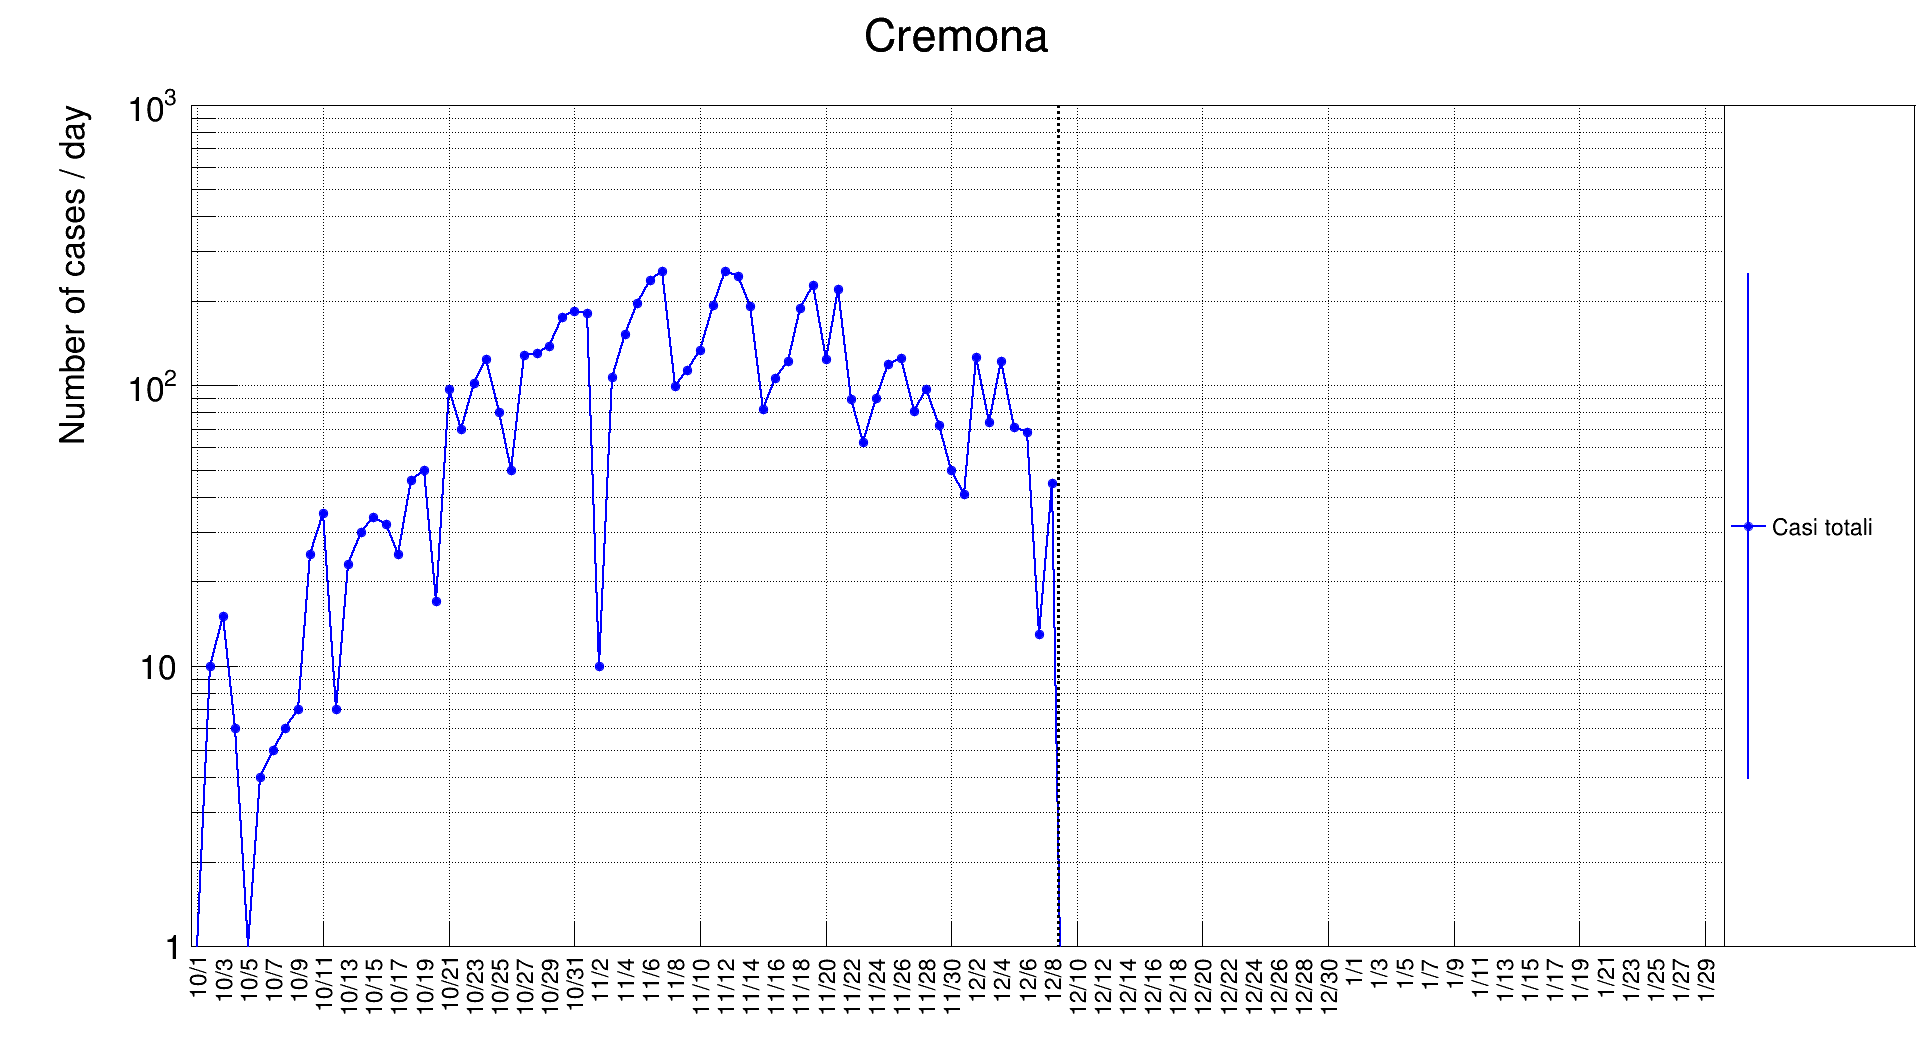 Cremona
Number of cases / day
10³
10²
10
1
10/1 10/3 10/5 10/7 10/9 10/11 10/13 10/15 10/17 10/19 10/21 10/23 10/25 10/27 10/29 10/31 11/2 11/4 11/6 11/8 11/10 11/12 11/14 11/16 11/18 11/20 11/22 11/24 11/26 11/28 11/30 12/2 12/4 12/6 12/8 12/10 12/12 12/14 12/16 12/18 12/20 12/22 12/24 12/26 12/28 12/30 1/1 1/3 1/5 1/7 1/9 1/11 1/13 1/15 1/17 1/19 1/21 1/23 1/25 1/27 1/29
Casi totali